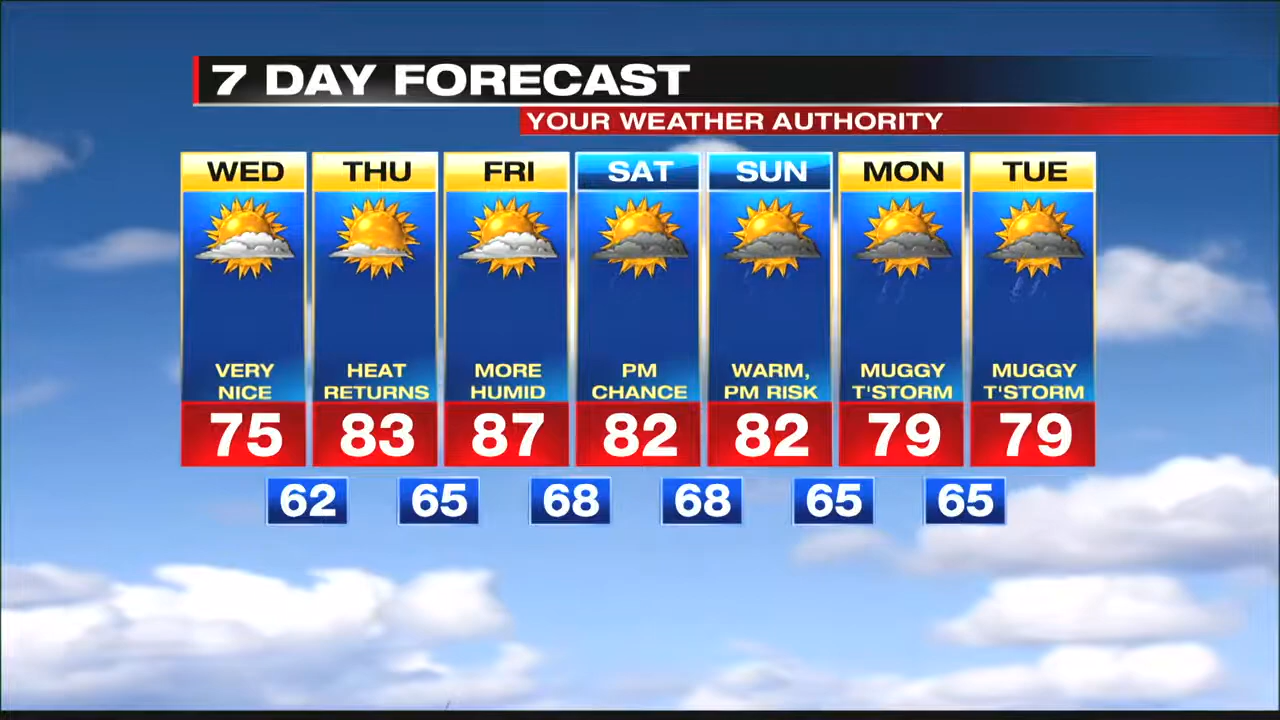 7 DAY FORECAST
YOUR WEATHER AUTHORITY
WED THU FRI SAT SUN MON TUE
VERY HEAT MORE PM WARM, MUGGY MUGGY
NICE RETURNS HUMID CHANCE PM RISK T'STORM T'STORM
75 83 87 82 82 79 79
62 65 68 68 65 65